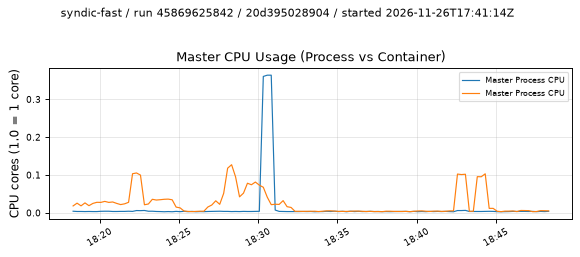 syndic-fast / run 45869625842 / 20d395028904 / started 2026-11-26T17:41:14Z
Master CPU Usage (Process vs Container)
CPU cores (1.0 = 1 core)
Master Process CPU
Master Process CPU
0.3
0.2
0.1
0.0
18:20
18:25
18:30
18:35
18:40
18:45